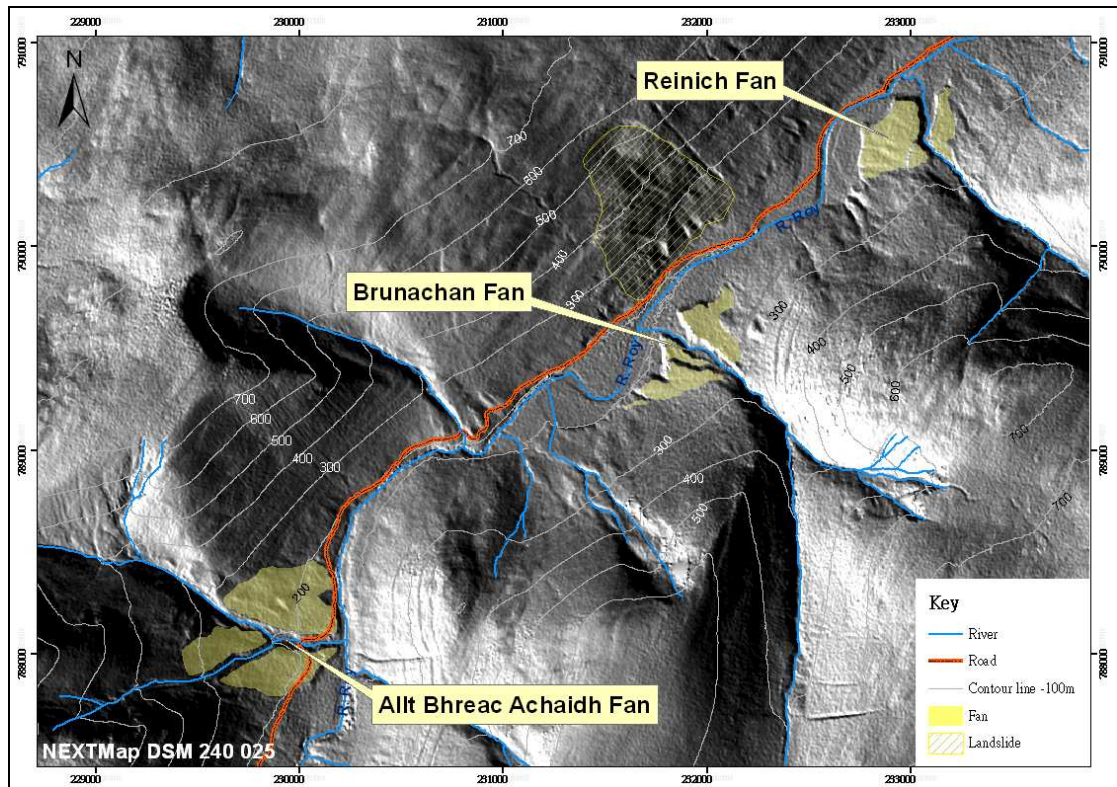 229000 230000 231000 232000 233000
791000 791000
N
Reinich Fan
700
600
500
400
300
R. Roy
790000 790000
Brunachan Fan
300
400
500
600
700
R. Roy
700
600
500
400
300
789000 789000
300
400
500
700
200
788000 788000
R. Roy
Allt Bhreac Achaidh Fan
NEXTMap DSM 240 025
Key
River
Road
Contour line -100m
Fan
Landslide
229000 230000 231000 232000 233000